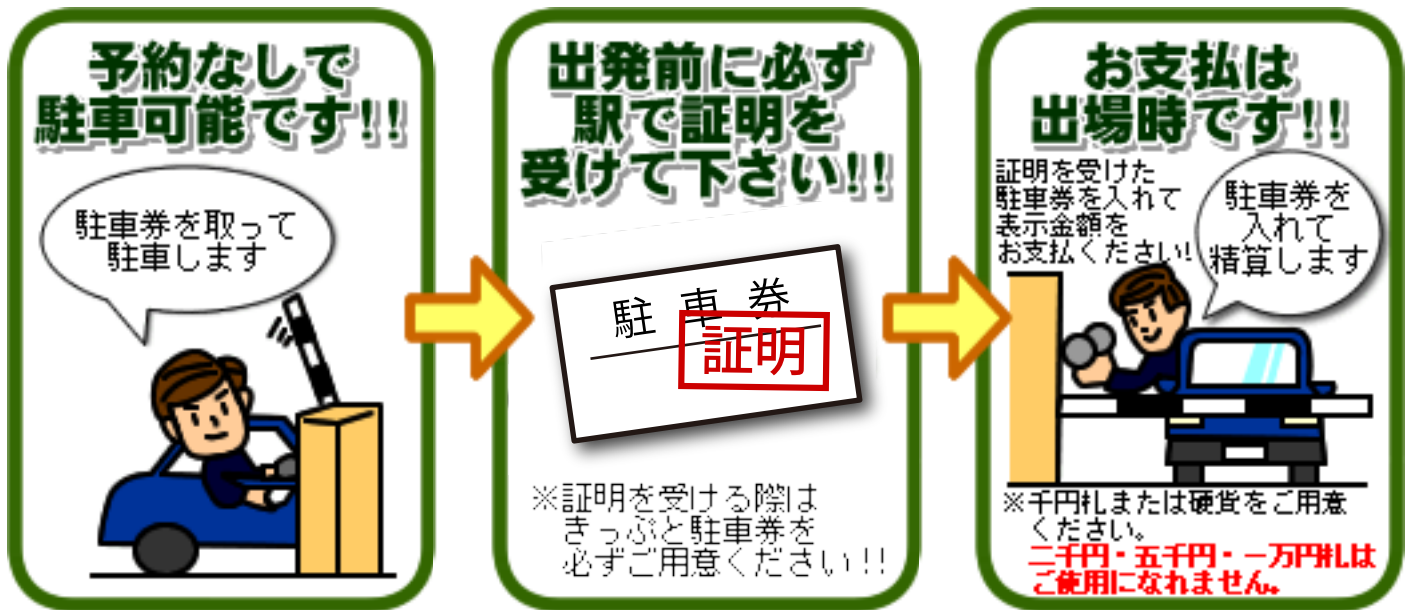 予約なしで
駐車可能です!!
駐車券を取って
駐車します
出発前に必ず
駅で証明を
受けて下さい!!
駐車券
証明
※証明を受ける際は
きっぷと駐車券を
必ずご用意ください!!
お支払は
出場時です!!
証明を受けた
駐車券を入れて
表示金額を
お支払ください!
駐車券を
入れて
精算します
※千円札または硬貨をご用意
ください。
二千円・五千円・一万円札は
ご使用になれません。